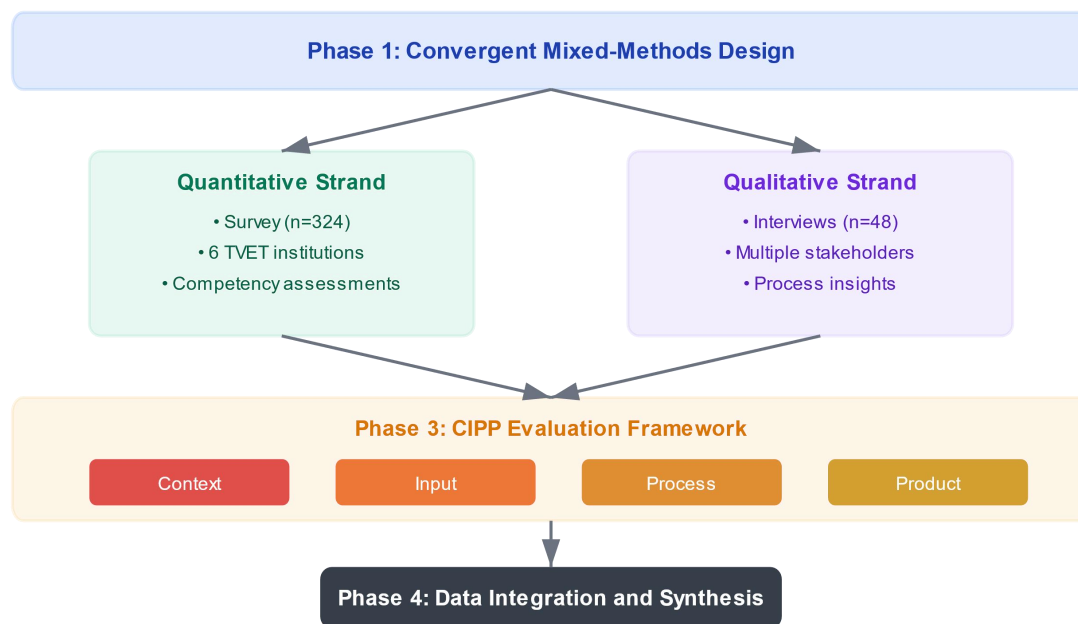 Phase 1: Convergent Mixed-Methods Design
Quantitative Strand
• Survey (n=324)
• 6 TVET institutions
• Competency assessments
Qualitative Strand
• Interviews (n=48)
• Multiple stakeholders
• Process insights
Phase 3: CIPP Evaluation Framework
Context
Input
Process
Product
Phase 4: Data Integration and Synthesis